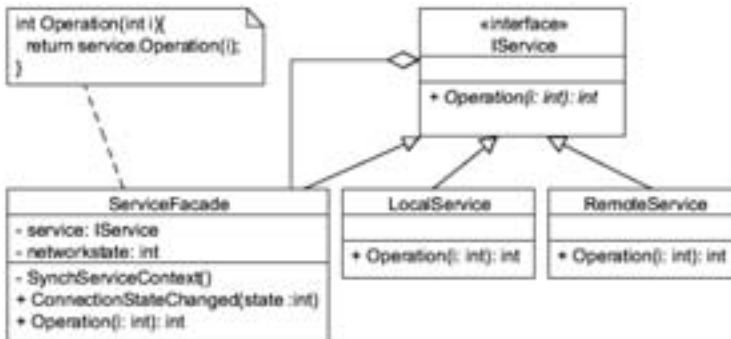 int Operation(int i){
return service.Operation(i);
}
«interface»
IService
+ Operation(i: int): int
ServiceFacade
- service: IService
- networkstate: int
- SynchServiceContext()
+ ConnectionStateChanged(state :int)
+ Operation(i: int): int
LocalService
+ Operation(i: int): int
RemoteService
+ Operation(i: int): int